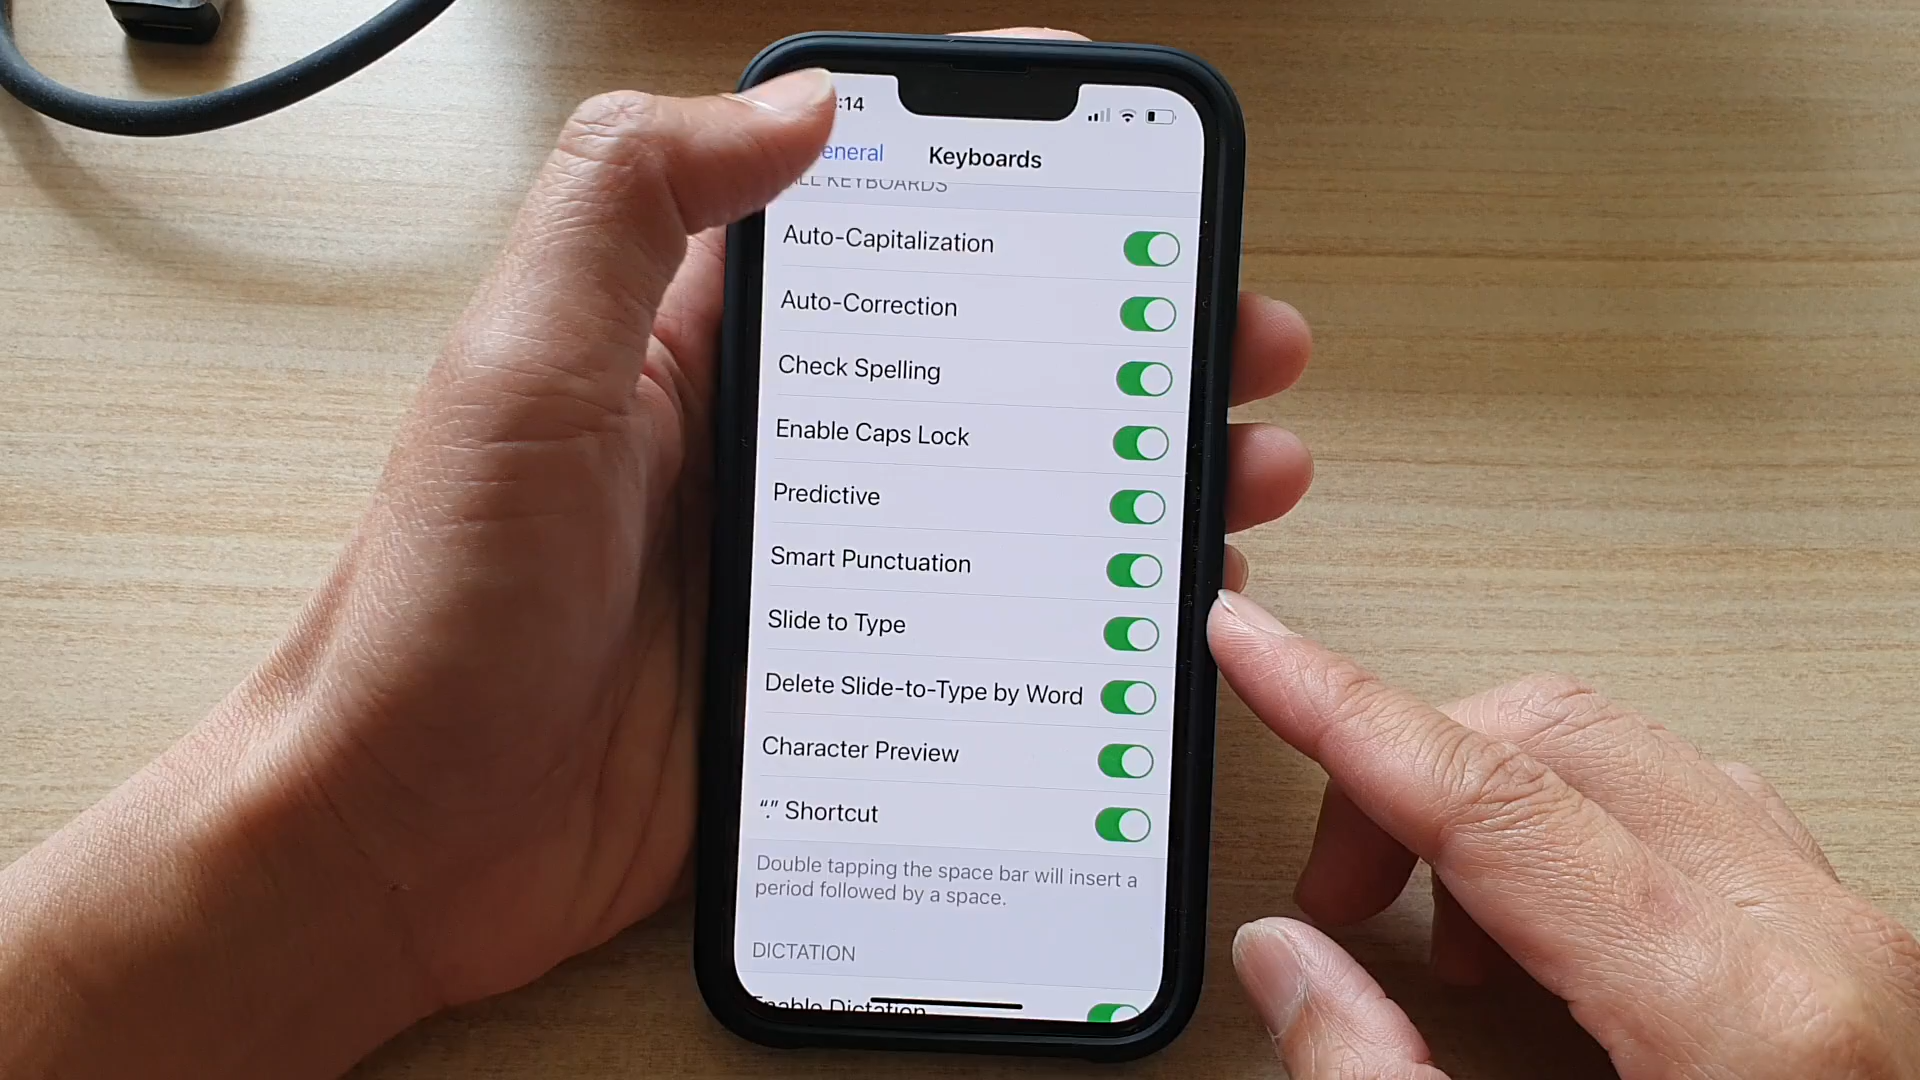 :14
eneral Keyboards
ALL KEYBOARDS
Auto-Capitalization
Auto-Correction
Check Spelling
Enable Caps Lock
Predictive
Smart Punctuation
Slide to Type
Delete Slide-to-Type by Word
Character Preview
“.” Shortcut
Double tapping the space bar will insert a
period followed by a space.
DICTATION
Enable Dictation